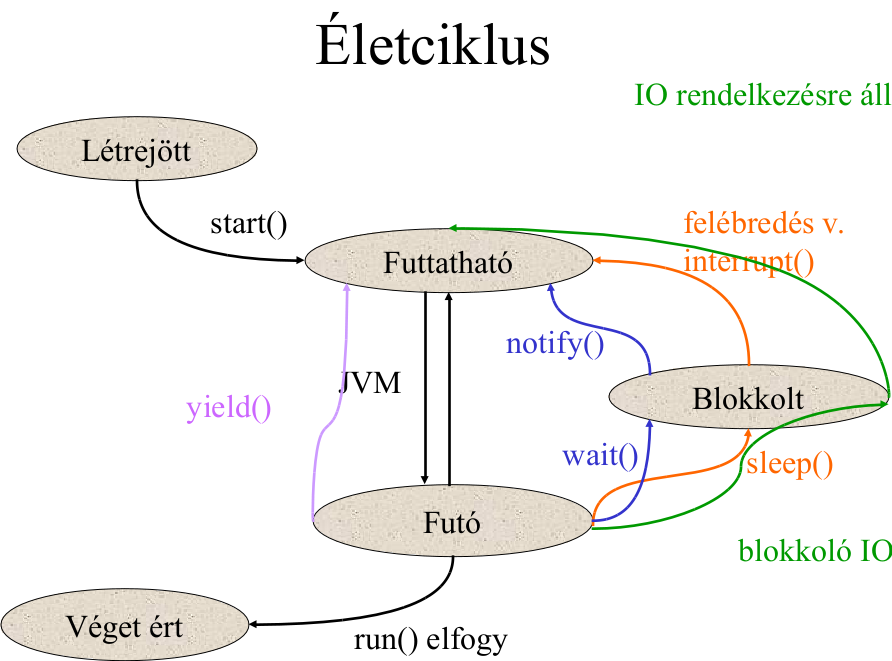 Életciklus
IO rendelkezésre áll
Létrejött
start()
felébredés v.
interrupt()
Futtatható
notify()
JVM
yield()
Blokkolt
wait()
sleep()
Futó
blokkoló IO
Véget ért
run() elfogy